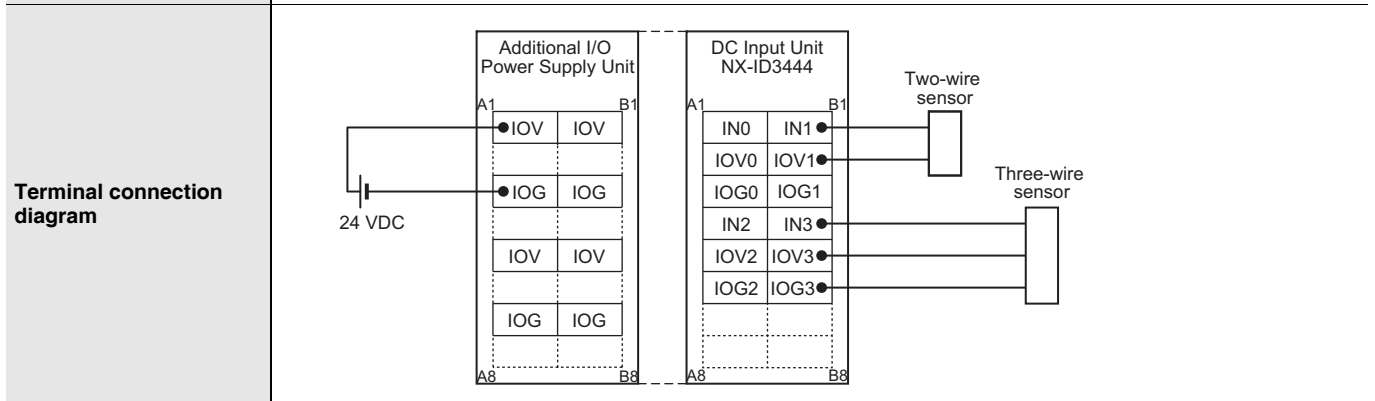 Terminal connection
diagram
24 VDC
Additional I/O
Power Supply Unit
A1 B1
IOV IOV
IOG IOG
IOV IOV
IOG IOG
A8 B8
DC Input Unit
NX-ID3444
A1 B1
IN0 IN1
IOV0 IOV1
IOG0 IOG1
IN2 IN3
IOV2 IOV3
IOG2 IOG3
A8 B8
Two-wire
sensor
Three-wire
sensor